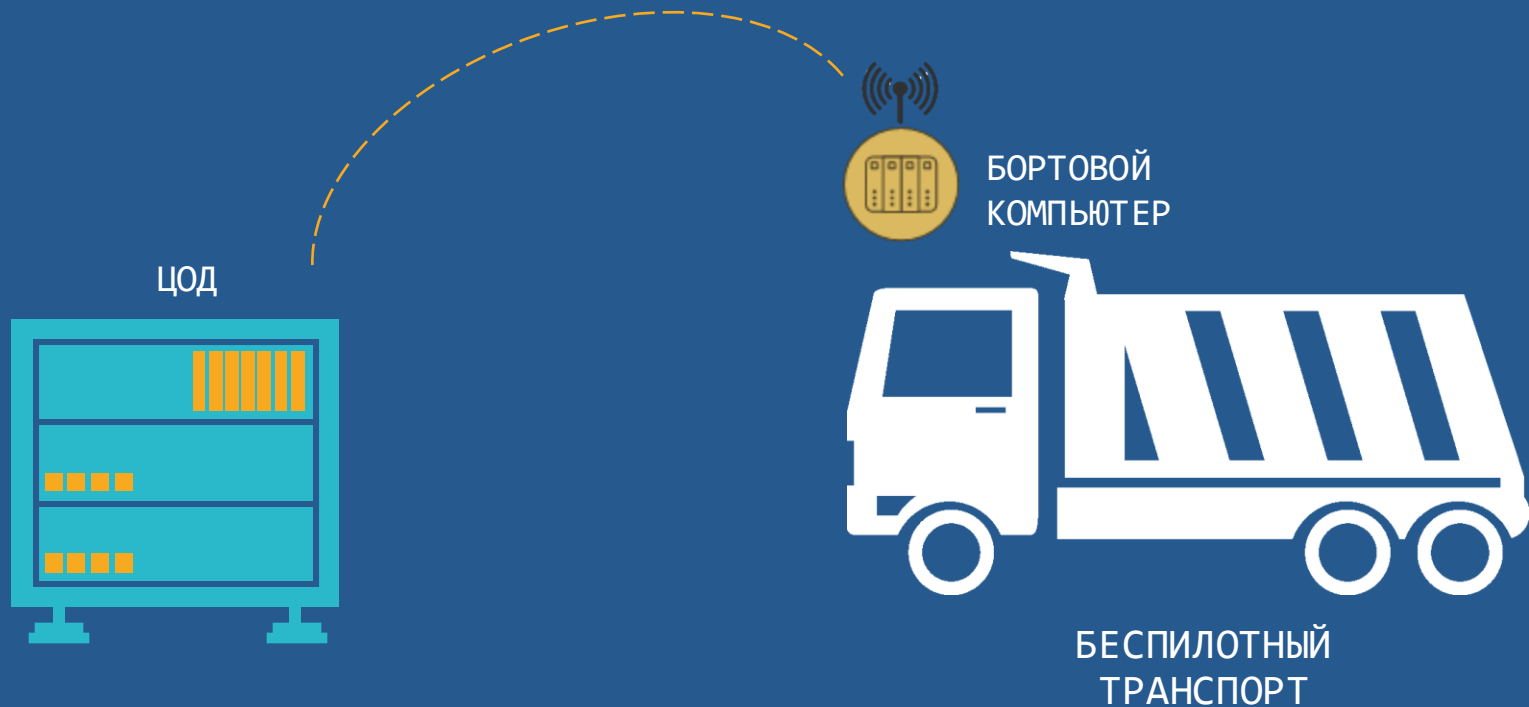 ЦОД
БОРТОВОЙ
КОМПЬЮТЕР
БЕСПИЛОТНЫЙ
ТРАНСПОРТ